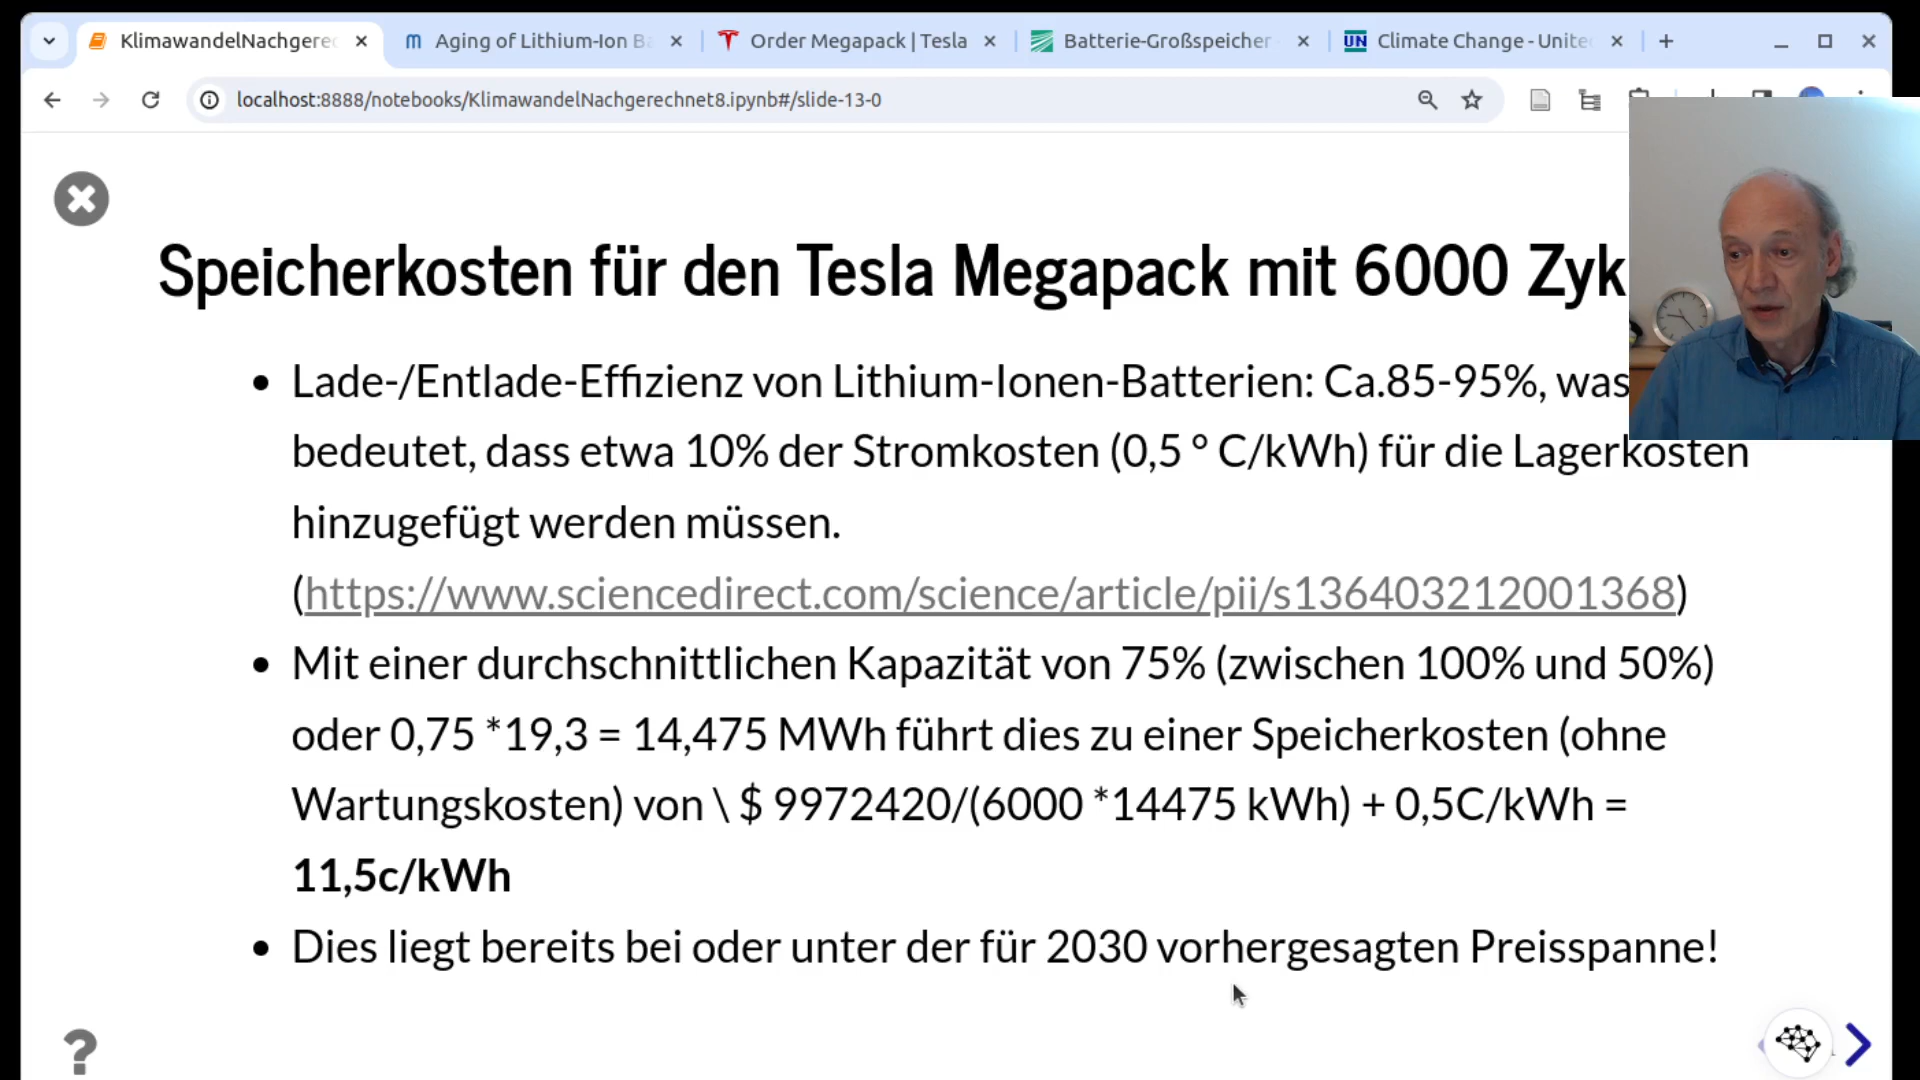 KlimawandelNachgerec
Aging of Lithium-Ion Ba
Order Megapack | Tesla
Batterie-Großspeicher
UN
Climate Change - Unite
localhost:8888/notebooks/KlimawandelNachgerechnet8.ipynb#/slide-13-0
Speicherkosten für den Tesla Megapack mit 6000 Zyk
Lade-/Entlade-Effizienz von Lithium-Ionen-Batterien: Ca.85-95%, was
bedeutet, dass etwa 10% der Stromkosten (0,5 ° C/kWh) für die Lagerkosten
hinzugefügt werden müssen.
(https://www.sciencedirect.com/science/article/pii/s136403212001368)
Mit einer durchschnittlichen Kapazität von 75% (zwischen 100% und 50%)
oder 0,75 *19,3 = 14,475 MWh führt dies zu einer Speicherkosten (ohne
Wartungskosten) von \ $ 9972420/(6000 *14475 kWh) + 0,5C/kWh =
11,5c/kWh
Dies liegt bereits bei oder unter der für 2030 vorhergesagten Preisspanne!